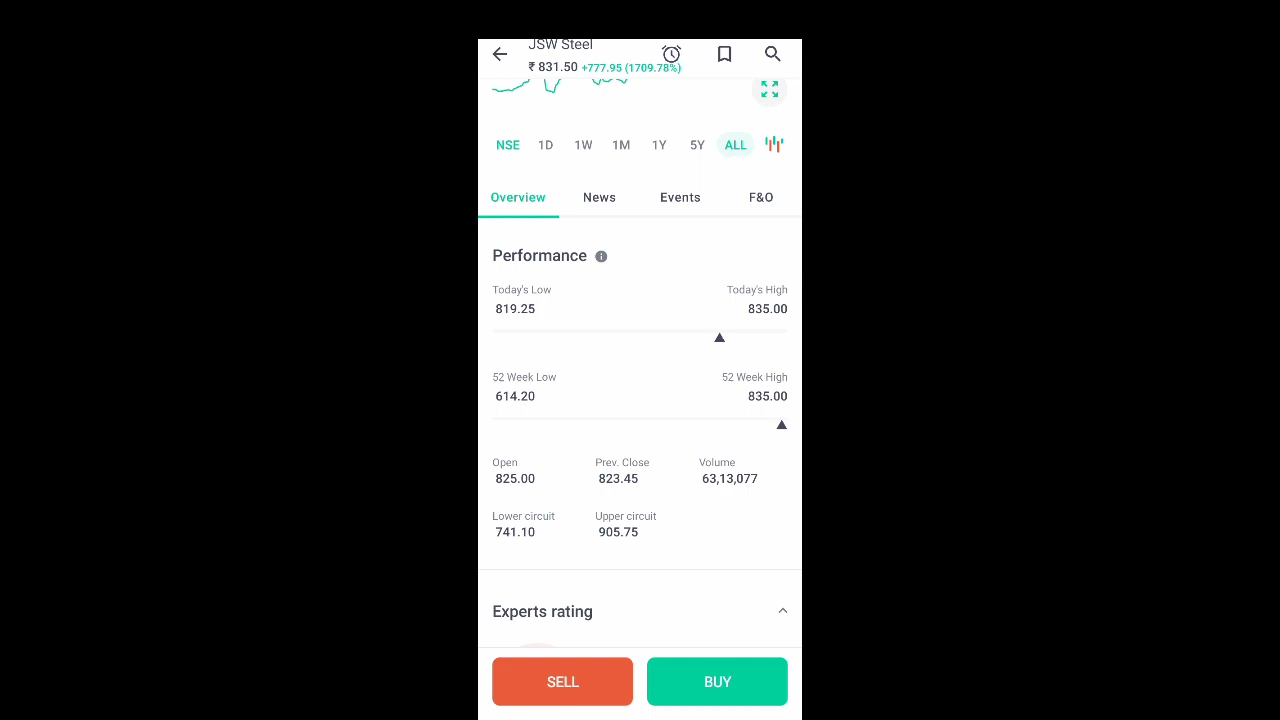 JSW Steel
₹ 831.50 +777.95 (1709.78%)
NSE 1D 1W 1M 1Y 5Y ALL
Overview News Events F&O
Performance
Today's Low Today's High
819.25 835.00
52 Week Low 52 Week High
614.20 835.00
Open Prev. Close Volume
825.00 823.45 63,13,077
Lower circuit Upper circuit
741.10 905.75
Experts rating
SELL BUY